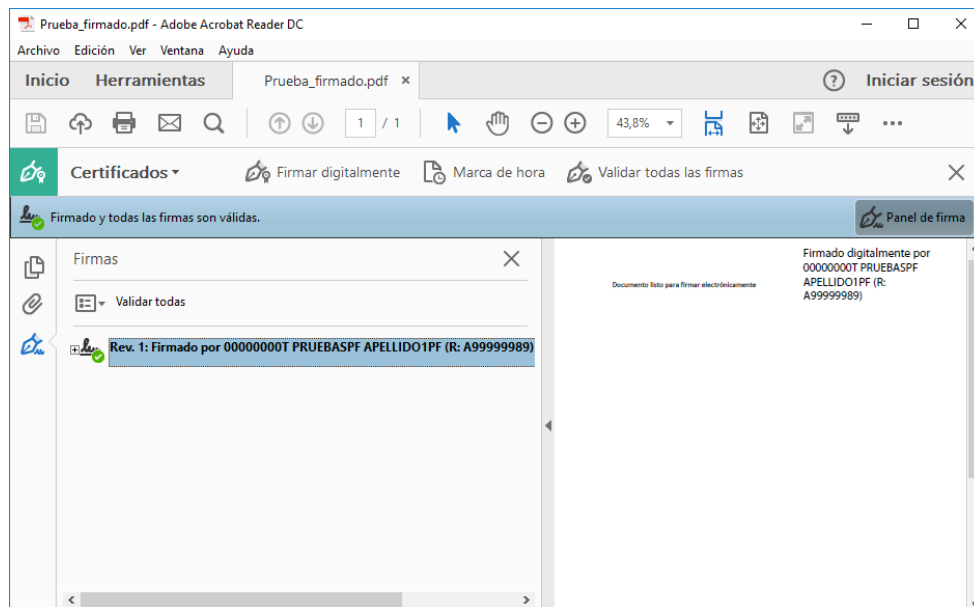 Prueba_firmado.pdf - Adobe Acrobat Reader DC
Archivo Edición Ver Ventana Ayuda
Inicio Herramientas Prueba_firmado.pdf × ? Iniciar sesión
1 / 1 43,8%
Certificados Firmar digitalmente Marca de hora Validar todas las firmas
Firmado y todas las firmas son válidas. Panel de firma
Firmas
Validar todas
Rev. 1: Firmado por 00000000T PRUEBASPF APELLIDO1PF (R: A99999989)
Documento listo para firmar electrónicamente
Firmado digitalmente por
00000000T PRUEBASPF
APELLIDO1PF (R:
A99999989)